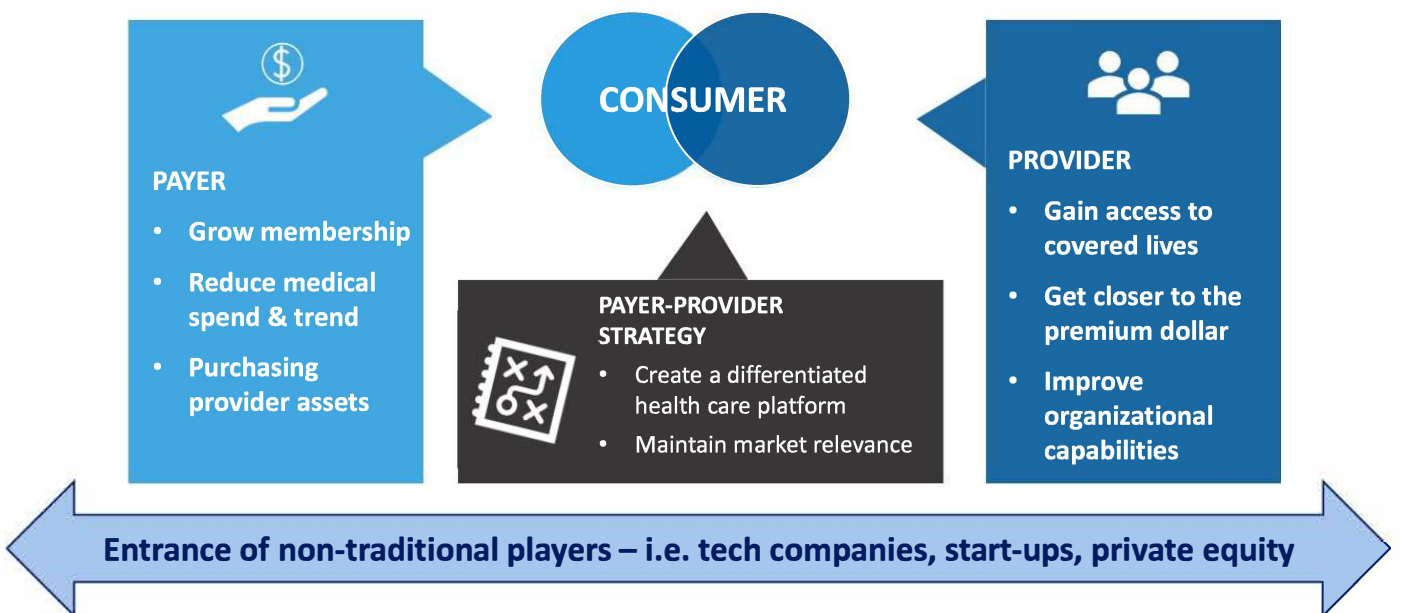 CONSUMER
PAYER
• Grow membership
• Reduce medical
spend & trend
• Purchasing
provider assets
PAYER-PROVIDER
STRATEGY
• Create a differentiated
health care platform
• Maintain market relevance
PROVIDER
• Gain access to
covered lives
• Get closer to the
premium dollar
• Improve
organizational
capabilities
Entrance of non-traditional players – i.e. tech companies, start-ups, private equity